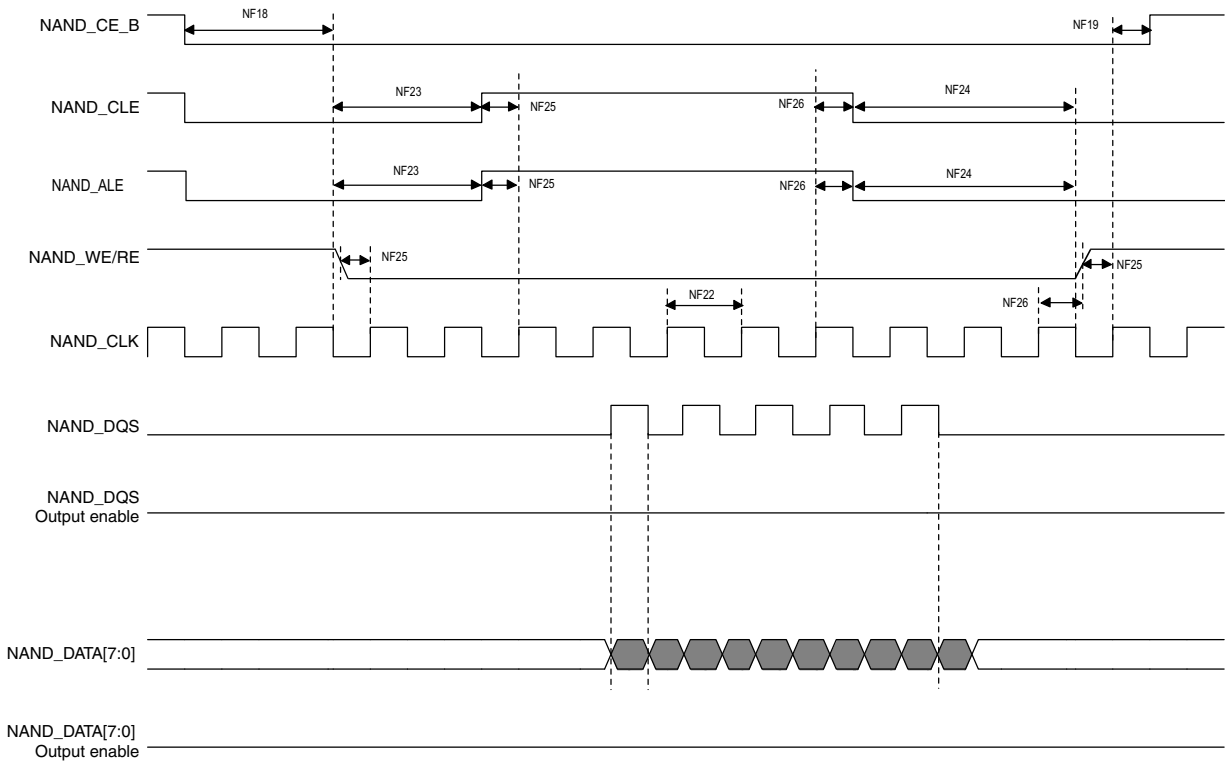 NAND_CE_B
NF18
NF19
NAND_CLE
NF23
NF25
NF26
NF24
NAND_ALE
NF23
NF25
NF26
NF24
NAND_WE/RE
NF25
NF25
NF22
NF26
NAND_CLK
NAND_DQS
NAND_DQS
Output enable
NAND_DATA[7:0]
NAND_DATA[7:0]
Output enable